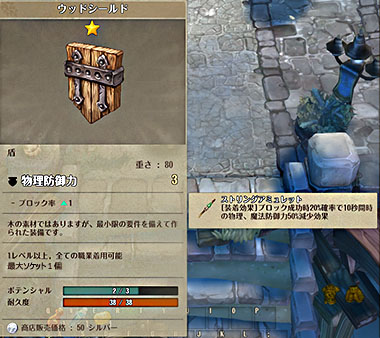 ウッドシールド
盾
重さ : 80
物理防御力 3
- ブロック率 1
木の素材ではありますが、最小限の要件を備えて作
られた装備です。
1レベル以上、全ての職業着用可能
最大ソケット1個
ポテンシャル 2 / 3
耐久度 38 / 38
商店販売価格 : 50 シルバー
ストリングアミュレット
[装着効果]ブロック成功時20%確率で10秒間時
の物理、魔法防御力50%減少効果
I O P
J K L